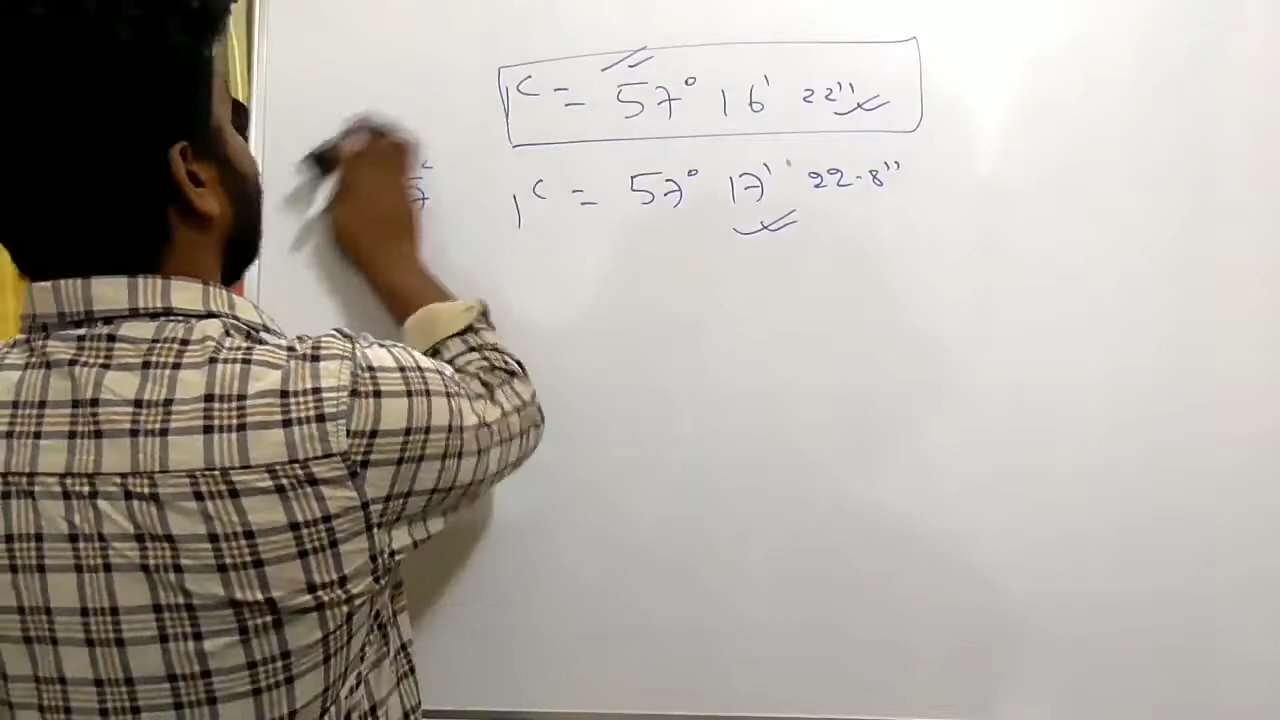 1ᶜ = 57° 16' 22"
1ᶜ = 57° 17' 22.8"